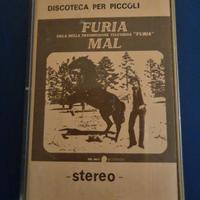 DISCOTECA PER PICCOLI
FURIA
SIGLA DELLA TRASMISSIONE TELEVISIVA "FURIA"
MAL
- stereo -